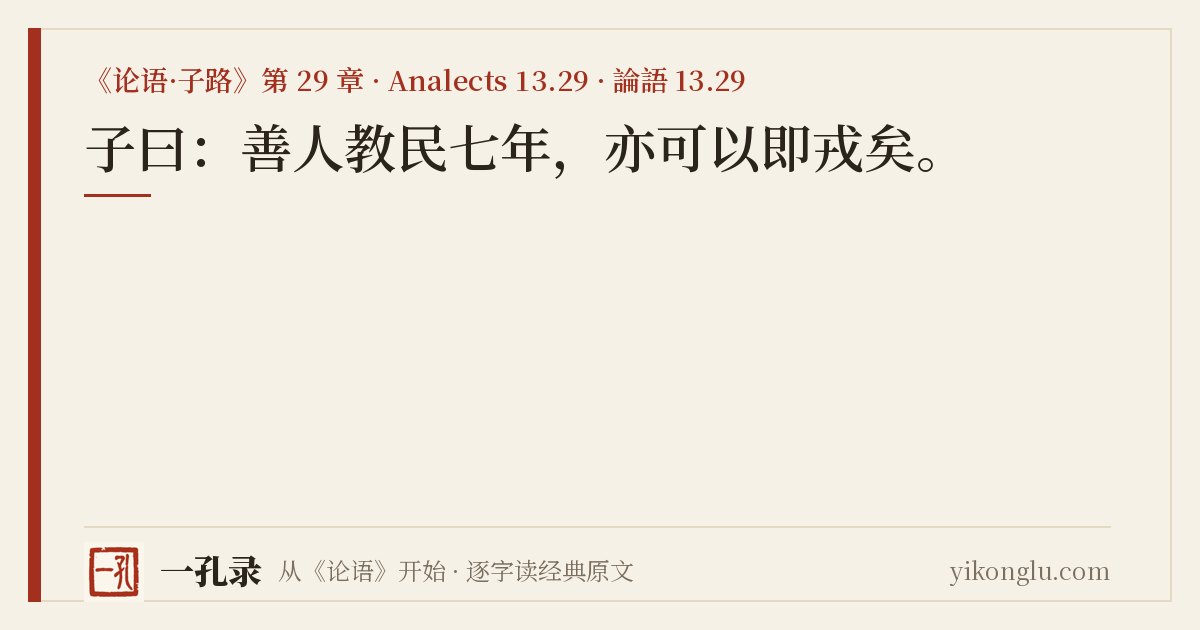 《论语·子路》第 29 章 · Analects 13.29 · 論語 13.29
子曰：善人教民七年，亦可以即戎矣。
一孔
一孔录 从《论语》开始 · 逐字读经典原文 yikonglu.com